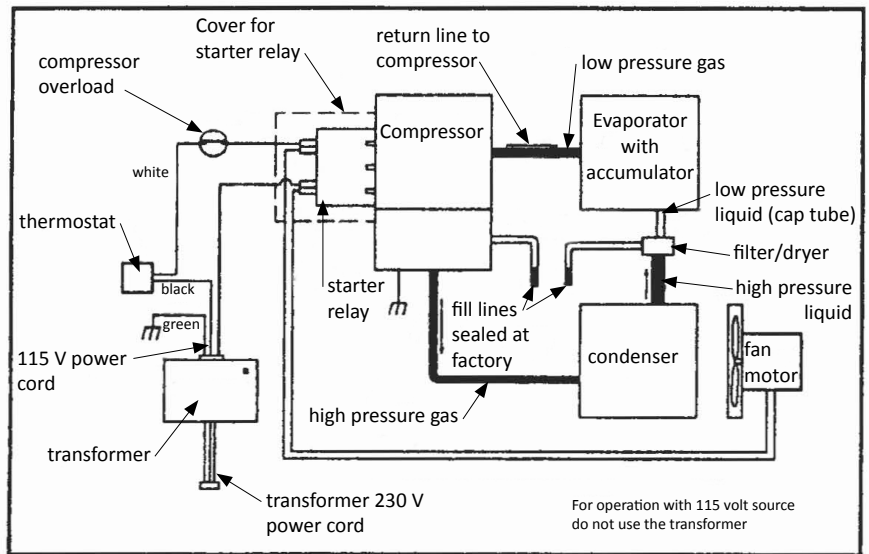 Cover for
starter relay
return line to
compressor
low pressure gas
compressor
overload
Compressor
Evaporator
with
accumulator
white
low pressure
liquid (cap tube)
thermostat
filter/dryer
black
starter
relay
high pressure
liquid
green
fill lines
sealed at
factory
115 V power
cord
condenser
fan
motor
high pressure gas
transformer
transformer 230 V
power cord
For operation with 115 volt source
do not use the transformer